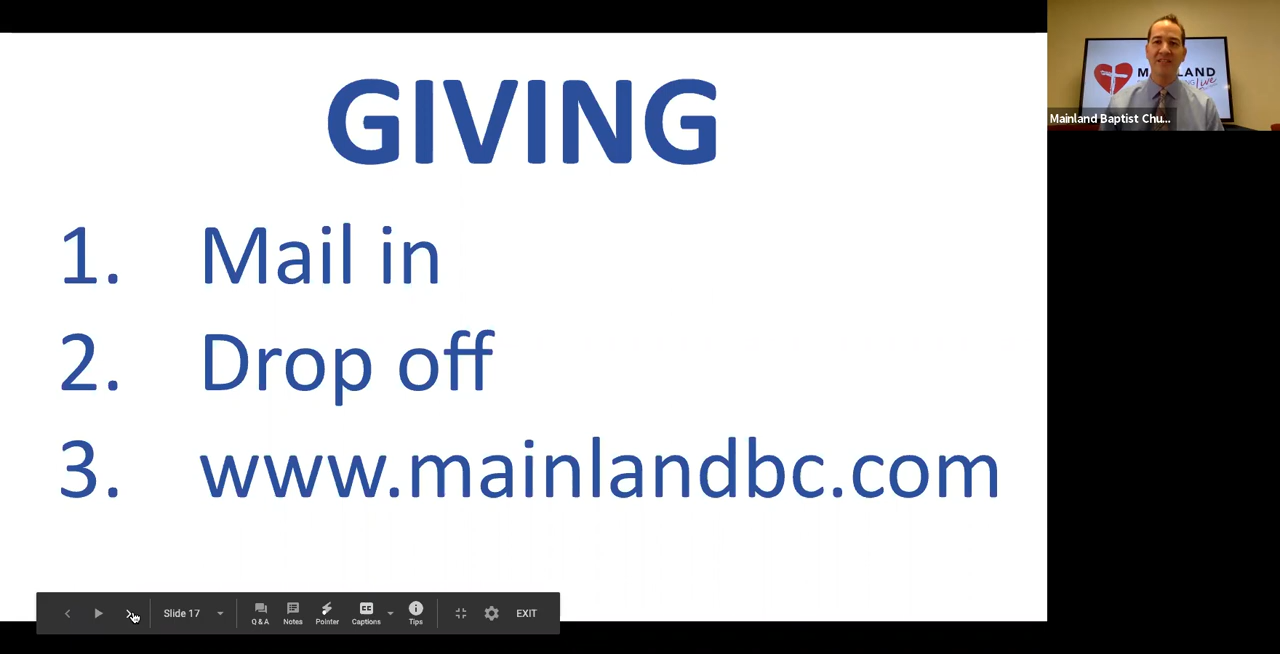 GIVING
1. Mail in
2. Drop off
3. www.mainlandbc.com
Mainland Baptist Chu...
Slide 17
Q & A
Notes
Pointer
Captions
Tips
EXIT